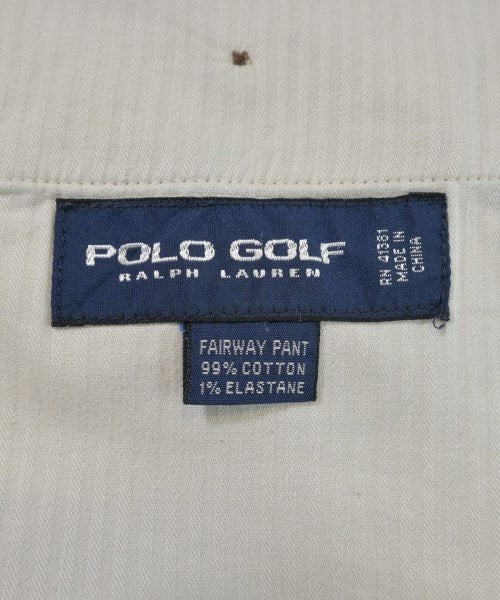 POLO GOLF
RALPH LAUREN
RN 41381
MADE IN
CHINA
FAIRWAY PANT
99% COTTON
1% ELASTANE